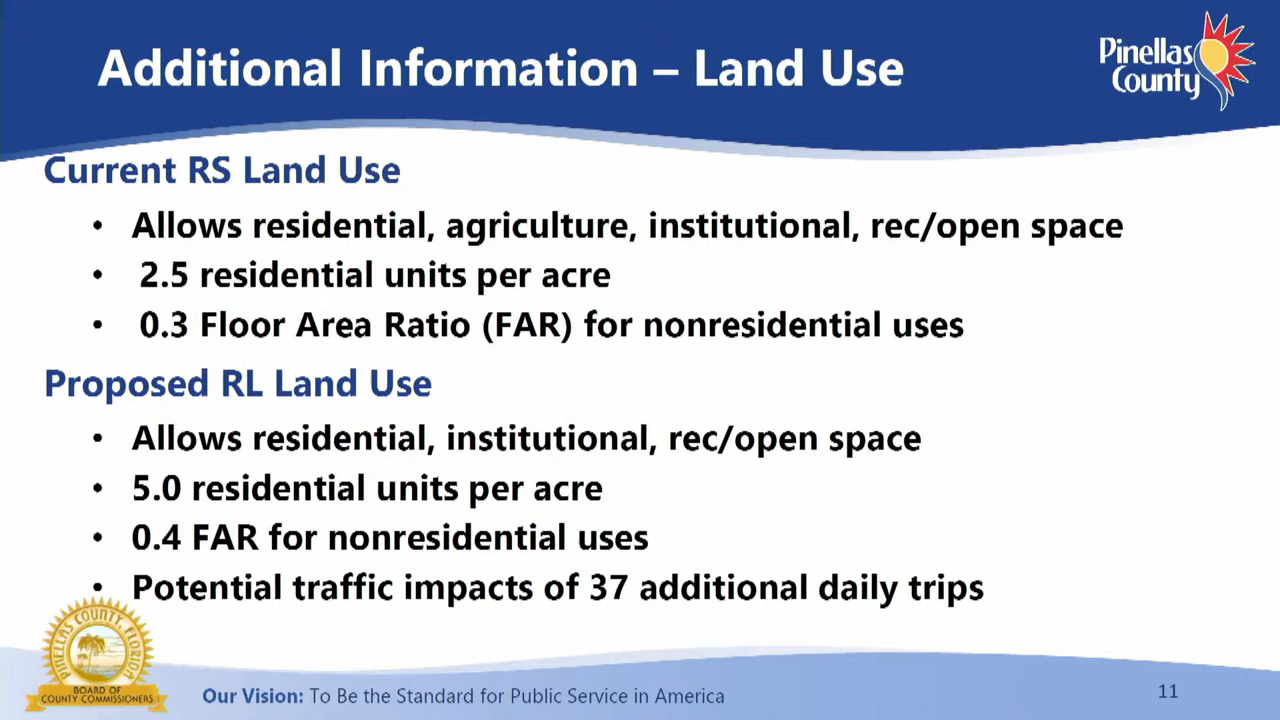 Additional Information – Land Use
Pinellas
County
Current RS Land Use
• Allows residential, agriculture, institutional, rec/open space
• 2.5 residential units per acre
• 0.3 Floor Area Ratio (FAR) for nonresidential uses
Proposed RL Land Use
• Allows residential, institutional, rec/open space
• 5.0 residential units per acre
• 0.4 FAR for nonresidential uses
• Potential traffic impacts of 37 additional daily trips
PINELLAS COUNTY, FLORIDA
BOARD OF
COUNTY COMMISSIONERS
Our Vision: To Be the Standard for Public Service in America
11